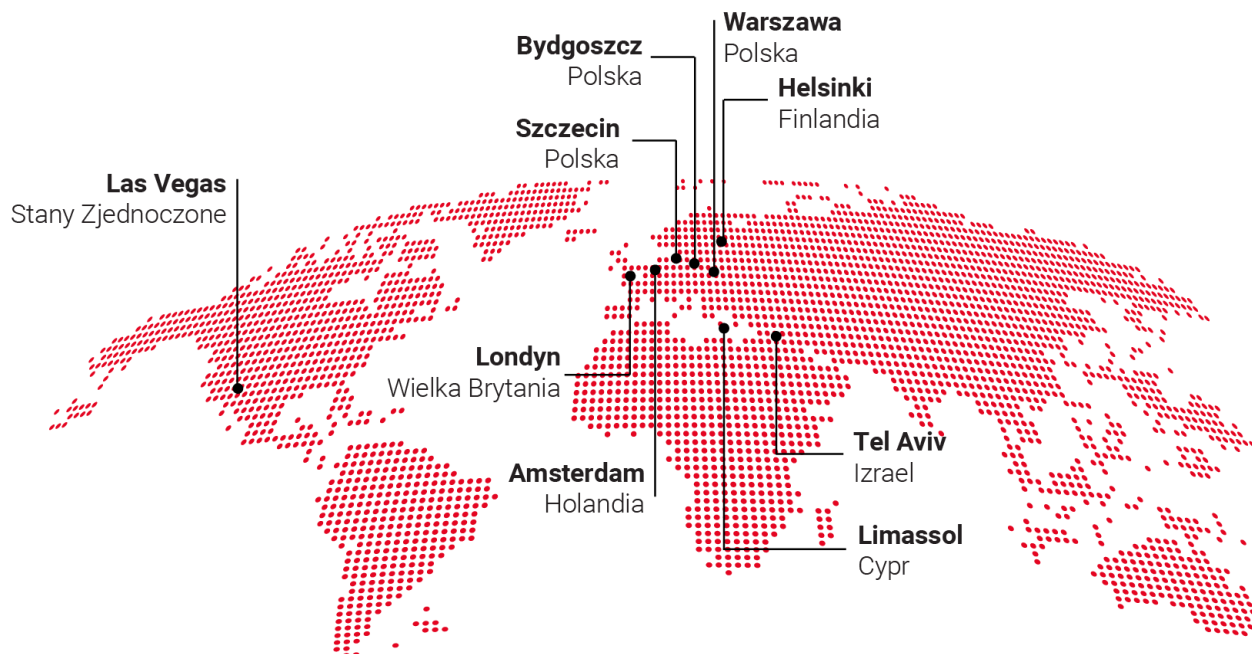 Warszawa
Polska
Bydgoszcz
Polska
Helsinki
Finlandia
Szczecin
Polska
Las Vegas
Stany Zjednoczone
Londyn
Wielka Brytania
Tel Aviv
Izrael
Amsterdam
Holandia
Limassol
Cypr